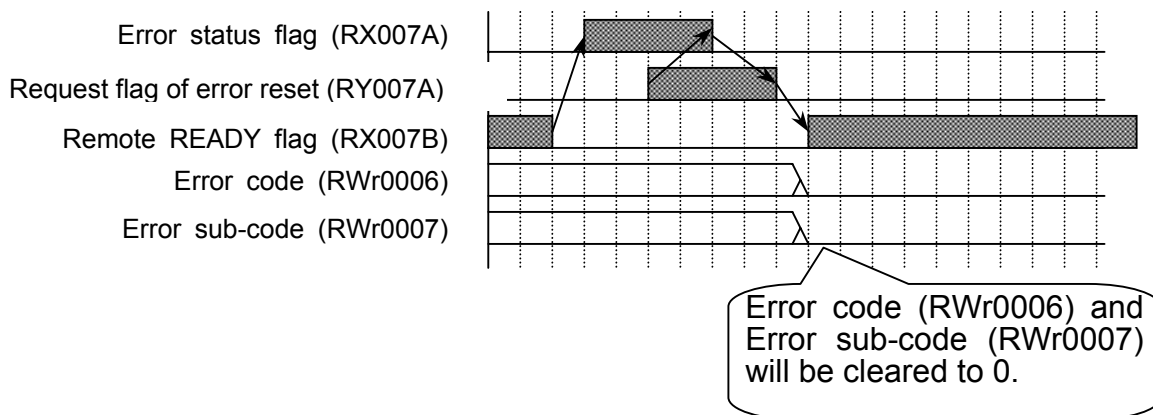 Error status flag (RX007A)
Request flag of error reset (RY007A)
Remote READY flag (RX007B)
Error code (RWr0006)
Error sub-code (RWr0007)
Error code (RWr0006) and
Error sub-code (RWr0007)
will be cleared to 0.